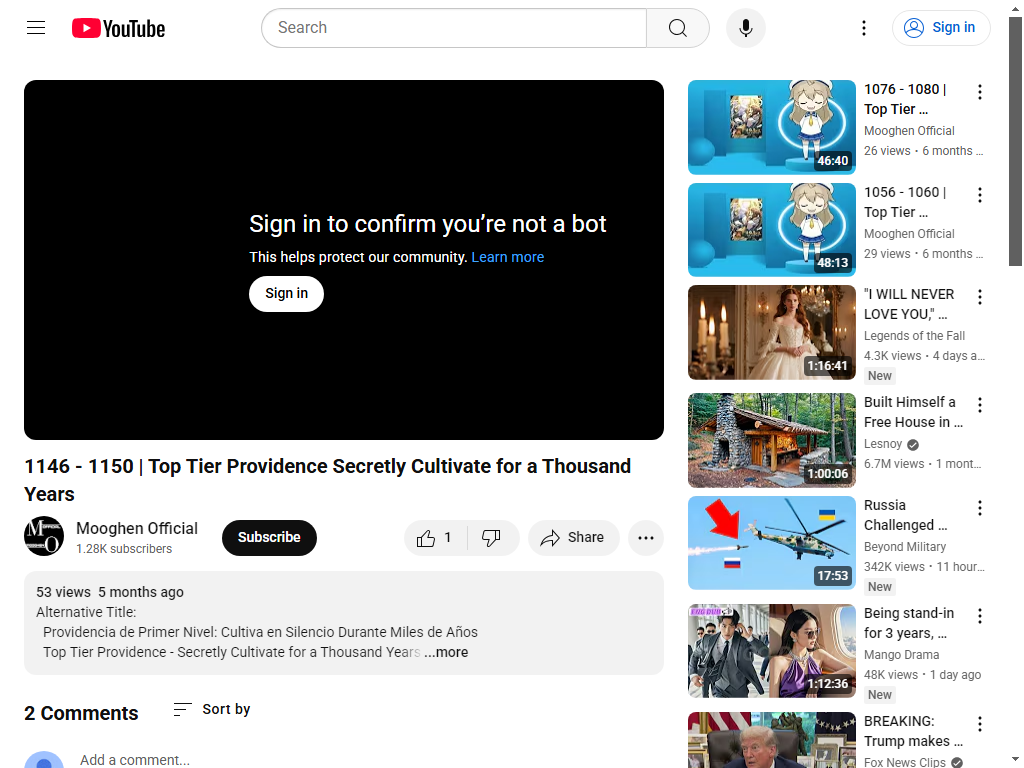 YouTube
Search
Sign in
Sign in to confirm you’re not a bot
This helps protect our community. Learn more
Sign in
1146 - 1150 | Top Tier Providence Secretly Cultivate for a Thousand
Years
Mooghen Official
1.28K subscribers
Subscribe
1
Share
53 views 5 months ago
Alternative Title:
Providencia de Primer Nivel: Cultiva en Silencio Durante Miles de Años
Top Tier Providence - Secretly Cultivate for a Thousand Years ...more
2 Comments
Sort by
Add a comment...
46:40
1076 - 1080 |
Top Tier ...
Mooghen Official
26 views • 6 months ...
48:13
1056 - 1060 |
Top Tier ...
Mooghen Official
29 views • 6 months ...
1:16:41
"I WILL NEVER
LOVE YOU," ...
Legends of the Fall
4.3K views • 4 days a...
New
1:00:06
Built Himself a
Free House in ...
Lesnoy
6.7M views • 1 mont...
17:53
Russia
Challenged ...
Beyond Military
342K views • 11 hour...
New
ENG DUB
1:12:36
Being stand-in
for 3 years, ...
Mango Drama
48K views • 1 day ago
New
BREAKING:
Trump makes ...
Fox News Clips